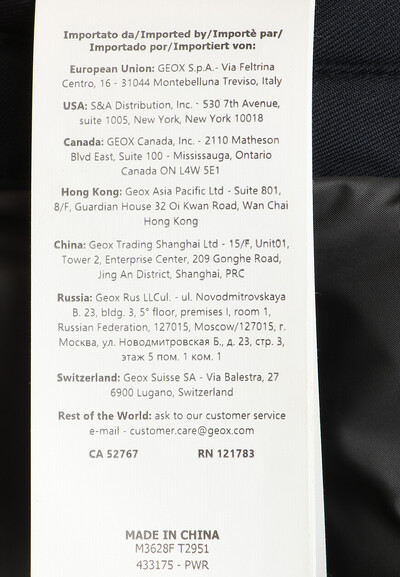 Importato da/Imported by/Importè par/
Importado por/Importiert von:
European Union: GEOX S.p.A.- Via Feltrina
Centro, 16 - 31044 Montebelluna Treviso, Italy
USA: S&A Distribution, Inc. - 530 7th Avenue,
suite 1005, New York, New York 10018
Canada: GEOX Canada, Inc. - 2110 Matheson
Blvd East, Suite 100 - Mississauga, Ontario
Canada ON L4W 5E1
Hong Kong: Geox Asia Pacific Ltd - Suite 801,
8/F, Guardian House 32 Oi Kwan Road, Wan Chai
Hong Kong
China: Geox Trading Shanghai Ltd - 15/F, Unit01,
Tower 2, Enterprise Center, 209 Gonghe Road,
Jing An District, Shanghai, PRC
Russia: Geox Rus LLCul. - ul. Novodmitrovskaya
B. 23, bldg. 3, 5° floor, premises I, room 1,
Russian Federation, 127015, Moscow/127015, г.
Москва, ул. Новодмитровская Б., д. 23, стр. 3,
этаж 5 пом. 1 ком. 1
Switzerland: Geox Suisse SA - Via Balestra, 27
6900 Lugano, Switzerland
Rest of the World: ask to our customer service
e-mail - customer.care@geox.com
CA 52767 RN 121783
MADE IN CHINA
M3628F T2951
433175 - PWR